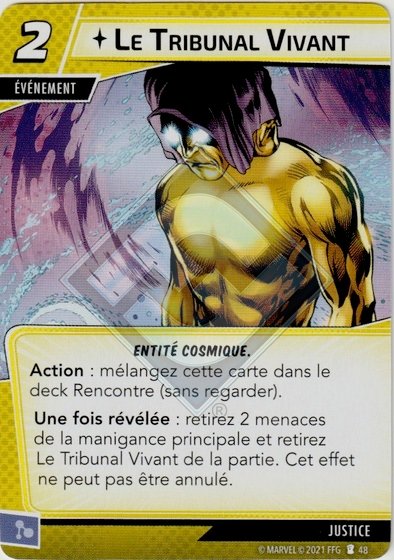 2
Le Tribunal Vivant
ÉVÉNEMENT
ENTITÉ COSMIQUE.
Action : mélangez cette carte dans le
deck Rencontre (sans regarder).
Une fois révélée : retirez 2 menaces
de la manigance principale et retirez
Le Tribunal Vivant de la partie. Cet effet
ne peut pas être annulé.
JUSTICE
© MARVEL © 2021 FFG 48